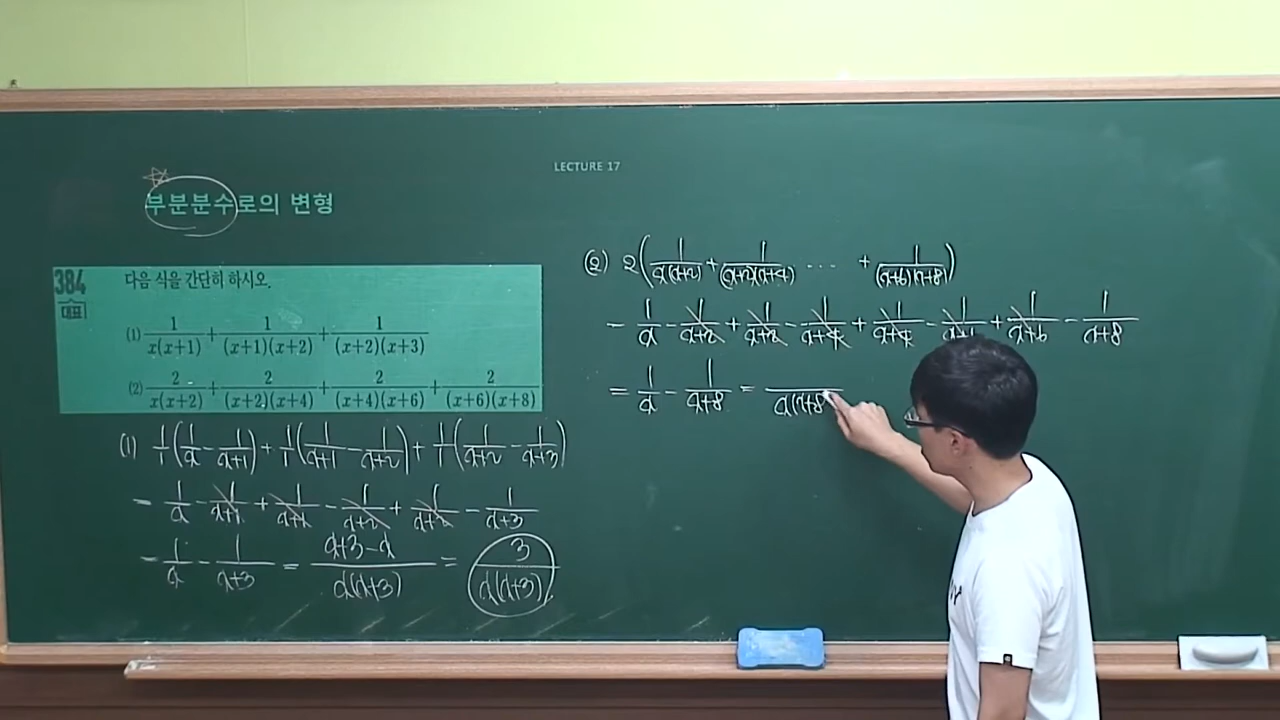 LECTURE 17
부분분수로의 변형
384
대표
다음 식을 간단히 하시오.
(1) 1/x(x+1) + 1/(x+1)(x+2) + 1/(x+2)(x+3)
(2) 2/x(x+2) + 2/(x+2)(x+4) + 2/(x+4)(x+6) + 2/(x+6)(x+8)
(1) 1/1(1/x - 1/x+1) + 1/1(1/x+1 - 1/x+2) + 1/1(1/x+2 - 1/x+3)
= 1/x - 1/x+1 + 1/x+1 - 1/x+2 + 1/x+2 - 1/x+3
= 1/x - 1/x+3 = x+3-x/x(x+3) = 3/x(x+3)
(2) 2(1/x(x+2) + 1/(x+2)(x+4) ... + 1/(x+6)(x+8))
= 1/x - 1/x+2 + 1/x+2 - 1/x+4 + 1/x+4 - + 1/x+6 - 1/x+8
= 1/x - 1/x+8 = /x(x+8